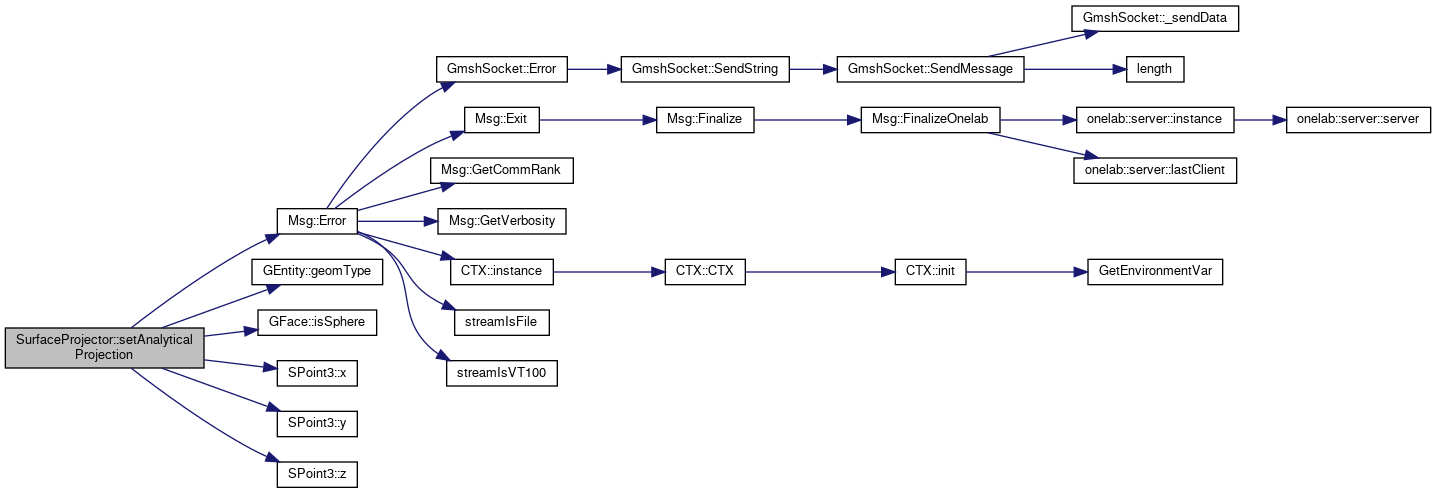 SurfaceProjector::setAnalytical
Projection
Msg::Error
GEntity::geomType
GFace::isSphere
SPoint3::x
SPoint3::y
SPoint3::z
GmshSocket::Error
Msg::Exit
Msg::GetCommRank
Msg::GetVerbosity
CTX::instance
streamIsFile
streamIsVT100
GmshSocket::SendString
Msg::Finalize
CTX::CTX
GmshSocket::SendMessage
Msg::FinalizeOnelab
CTX::init
GmshSocket::_sendData
length
onelab::server::instance
onelab::server::lastClient
GetEnvironmentVar
onelab::server::server